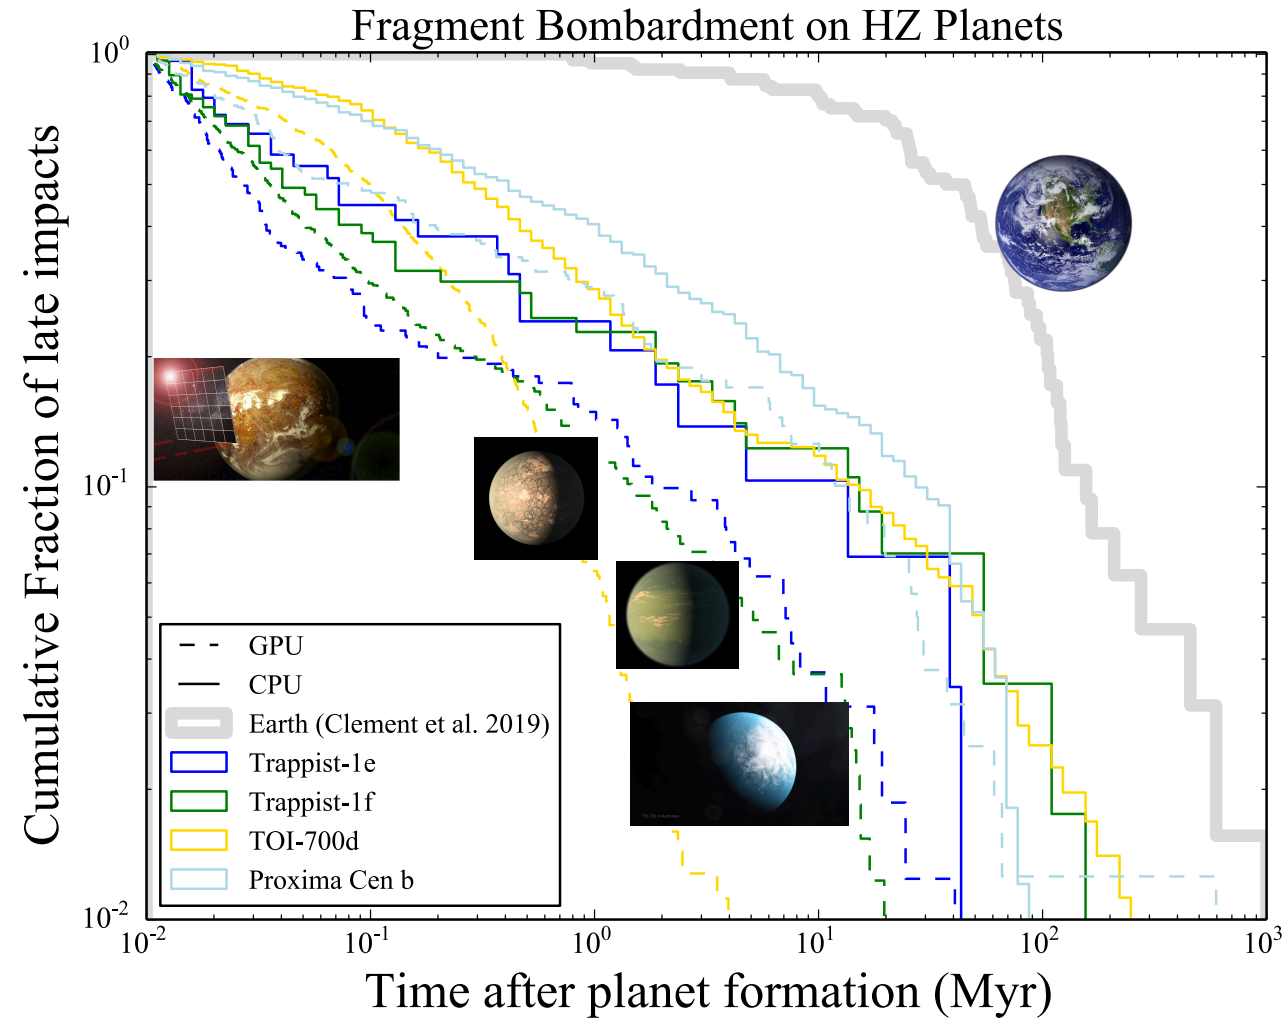 Fragment Bombardment on HZ Planets
Cumulative Fraction of late impacts
10^0
10^-1
10^-2
GPU
CPU
Earth (Clement et al. 2019)
Trappist-1e
Trappist-1f
TOI-700d
Proxima Cen b
10^-2 10^-1 10^0 10^1 10^2 10^3
Time after planet formation (Myr)